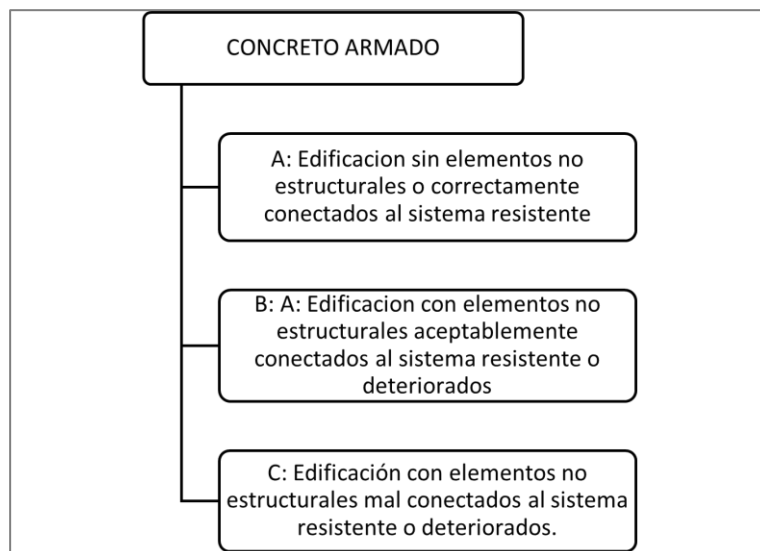 CONCRETO ARMADO
A: Edificacion sin elementos no
estructurales o correctamente
conectados al sistema resistente
B: A: Edificacion con elementos no
estructurales aceptablemente
conectados al sistema resistente o
deteriorados
C: Edificación con elementos no
estructurales mal conectados al sistema
resistente o deteriorados.